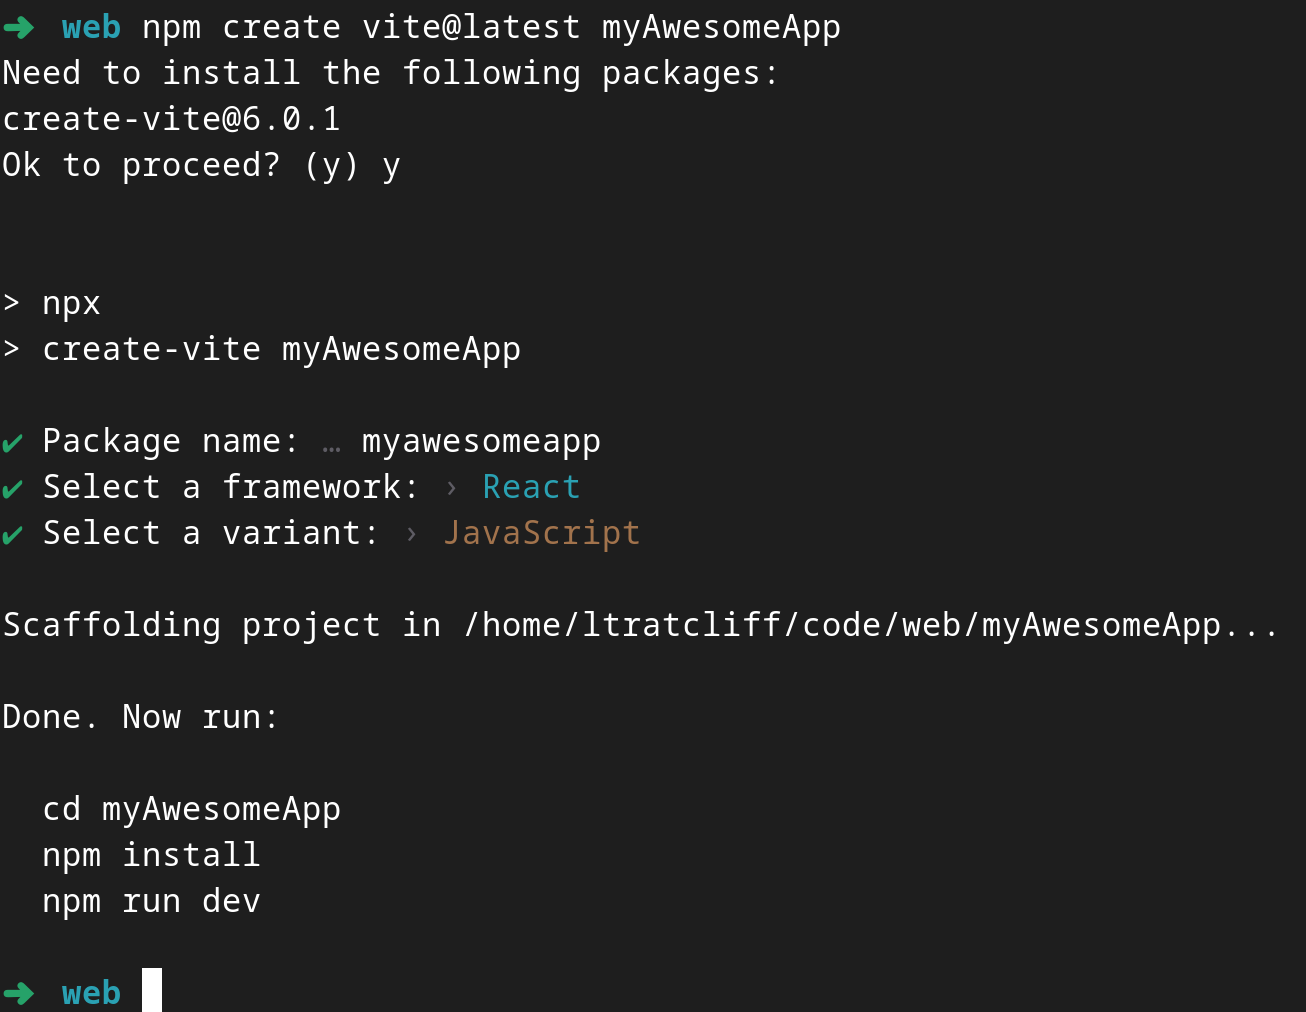 ➜ web npm create vite@latest myAwesomeApp
Need to install the following packages:
create-vite@6.0.1
Ok to proceed? (y) y
> npx
> create-vite myAwesomeApp
✔ Package name: … myawesomeapp
✔ Select a framework: › React
✔ Select a variant: › JavaScript
Scaffolding project in /home/ltratcliff/code/web/myAwesomeApp...
Done. Now run:
cd myAwesomeApp
npm install
npm run dev
➜ web